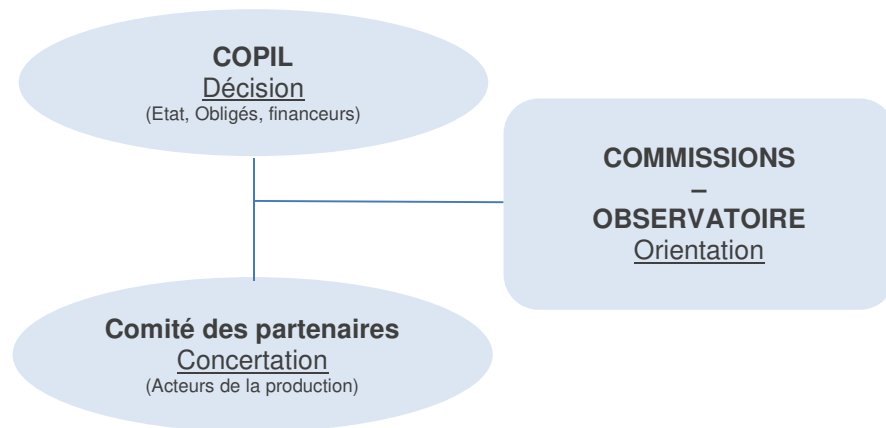 COPIL
Décision
(Etat, Obligés, financeurs)
COMMISSIONS
–
OBSERVATOIRE
Orientation
Comité des partenaires
Concertation
(Acteurs de la production)